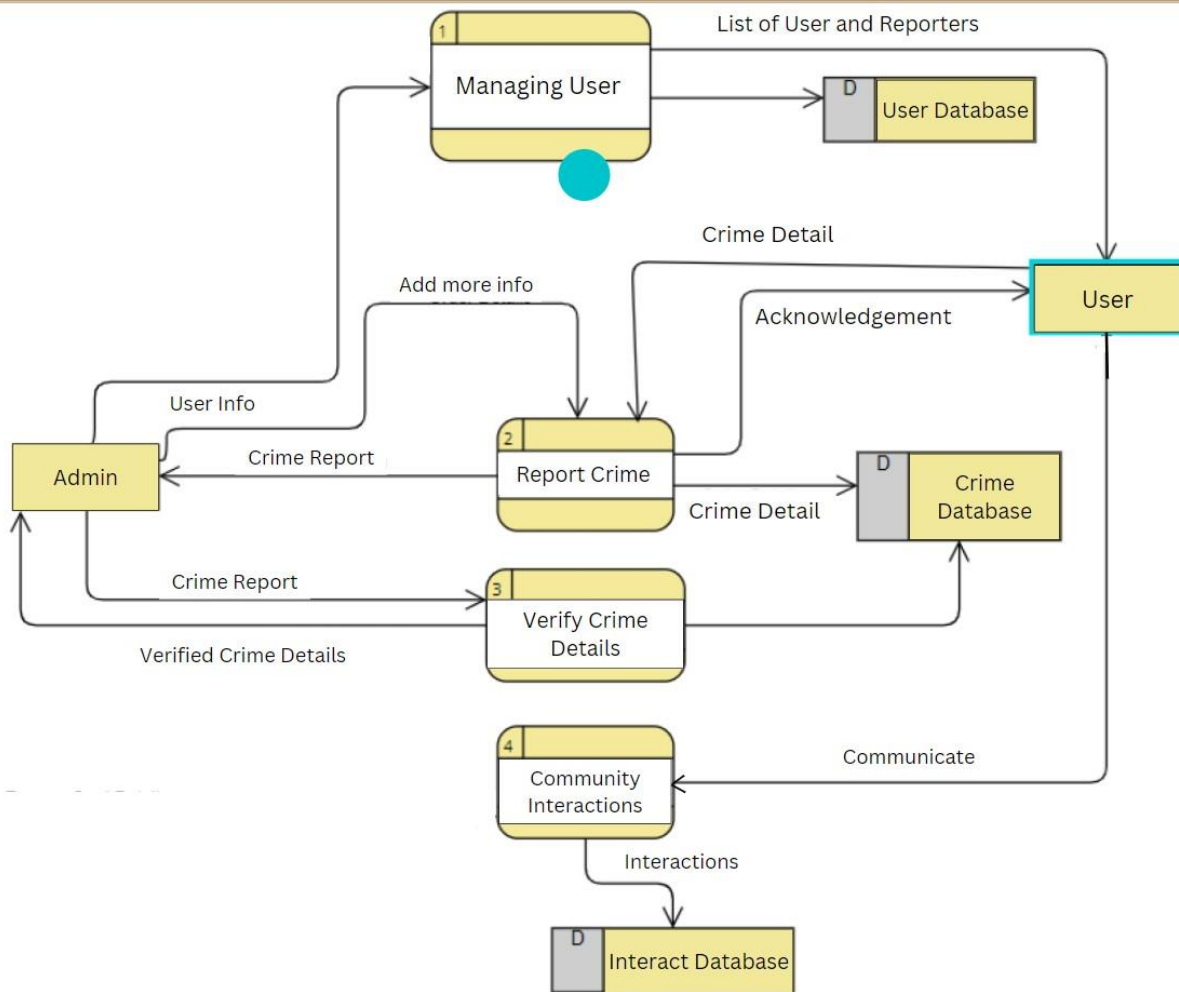 List of User and Reporters
1
Managing User
D
User Database
Crime Detail
Add more info
User
Acknowledgement
User Info
2
Crime Report
Admin
Report Crime
D
Crime
Database
Crime Detail
Crime Report
3
Verify Crime
Details
Verified Crime Details
4
Communicate
Community
Interactions
Interactions
D
Interact Database